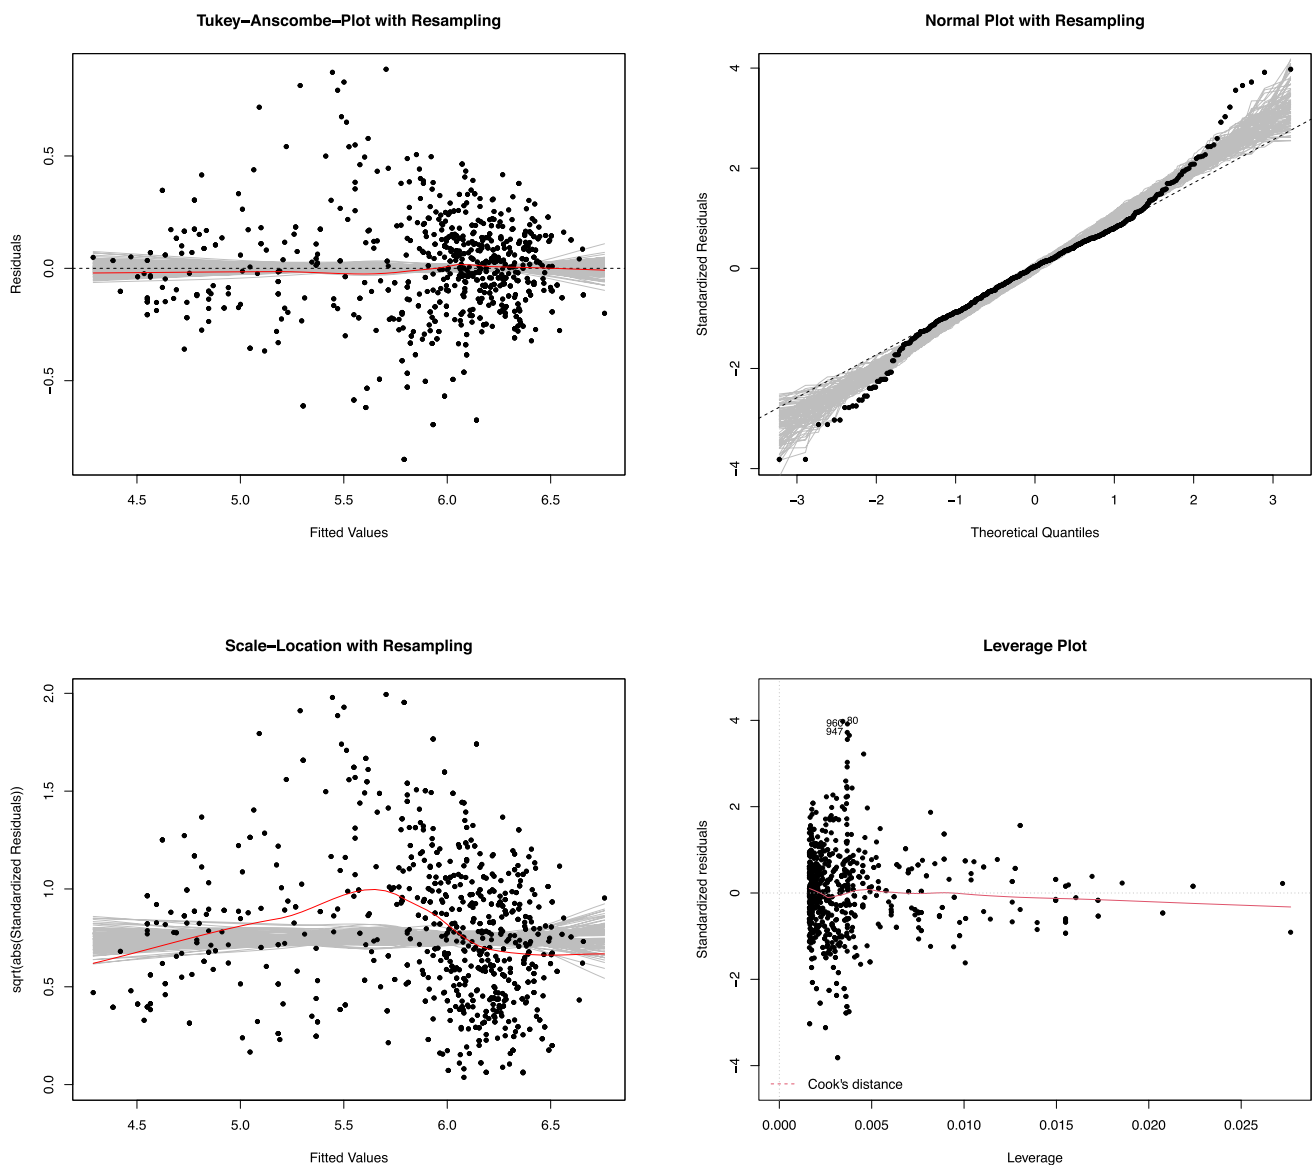 Tukey−Anscombe−Plot with Resampling
Residuals
0.5
0.0
−0.5
4.5 5.0 5.5 6.0 6.5
Fitted Values
Normal Plot with Resampling
Standardized Residuals
4
2
0
−2
−4
−3 −2 −1 0 1 2 3
Theoretical Quantiles
Scale−Location with Resampling
sqrt(abs(Standardized Residuals))
2.0
1.5
1.0
0.5
0.0
4.5 5.0 5.5 6.0 6.5
Fitted Values
Leverage Plot
Standardized residuals
4
2
0
−2
−4
960 80
947
Cook's distance
0.000 0.005 0.010 0.015 0.020 0.025
Leverage